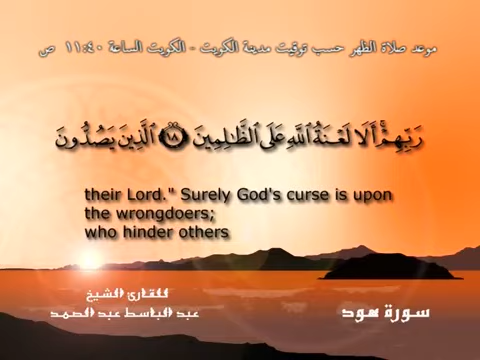 موعد صلاة الظهر حسب توقيت مدينة الكويت - الكويت الساعة ١١:٤٠ ص
رَبِّهِمْ ۚ أَلَا لَعْنَةُ ٱللَّهِ عَلَى ٱلظَّٰلِمِينَ ﴿١٨﴾ ٱلَّذِينَ يَصُدُّونَ
their Lord." Surely God's curse is upon
the wrongdoers;
who hinder others
للقارئ الشيخ
عبد الباسط عبد الصمد
سورة هود